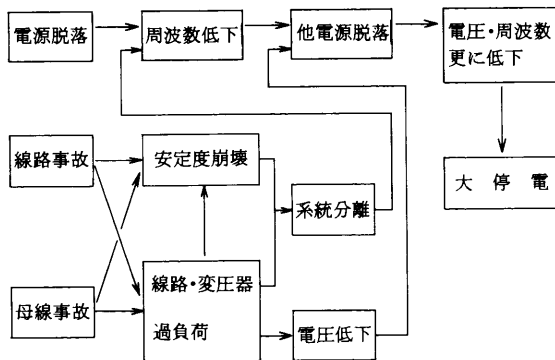 電源脱落
周波数低下
他電源脱落
電圧・周波数
更に低下
線路事故
安定度崩壊
系統分離
大停電
母線事故
線路・変圧器
過負荷
電圧低下